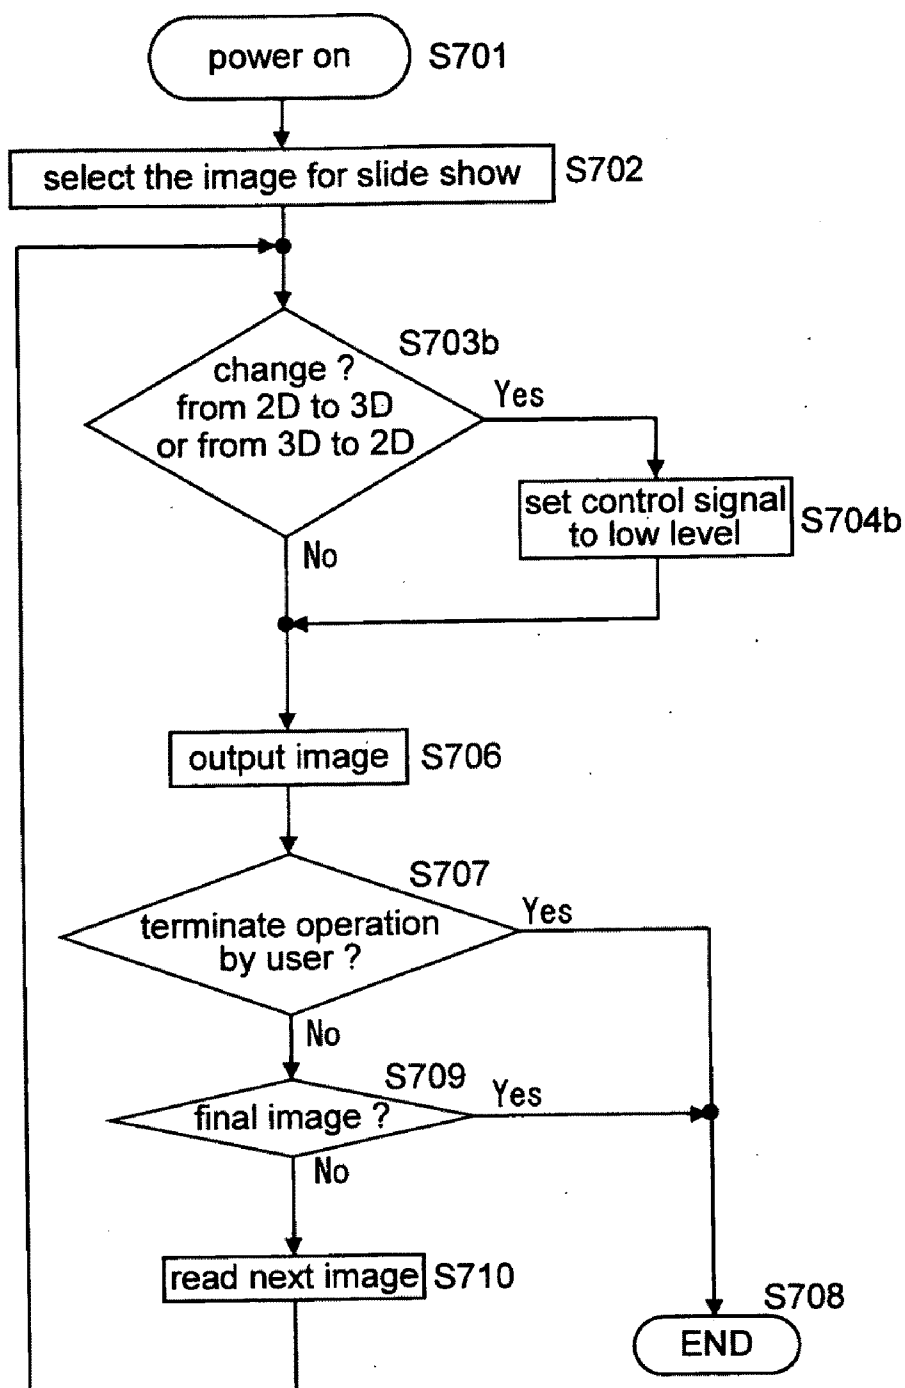 power on
S701
select the image for slide show
S702
S703b
change ?
from 2D to 3D
or from 3D to 2D
Yes
set control signal
to low level
S704b
No
output image
S706
S707
terminate operation
by user ?
Yes
No
S709
final image ?
Yes
No
read next image
S710
S708
END